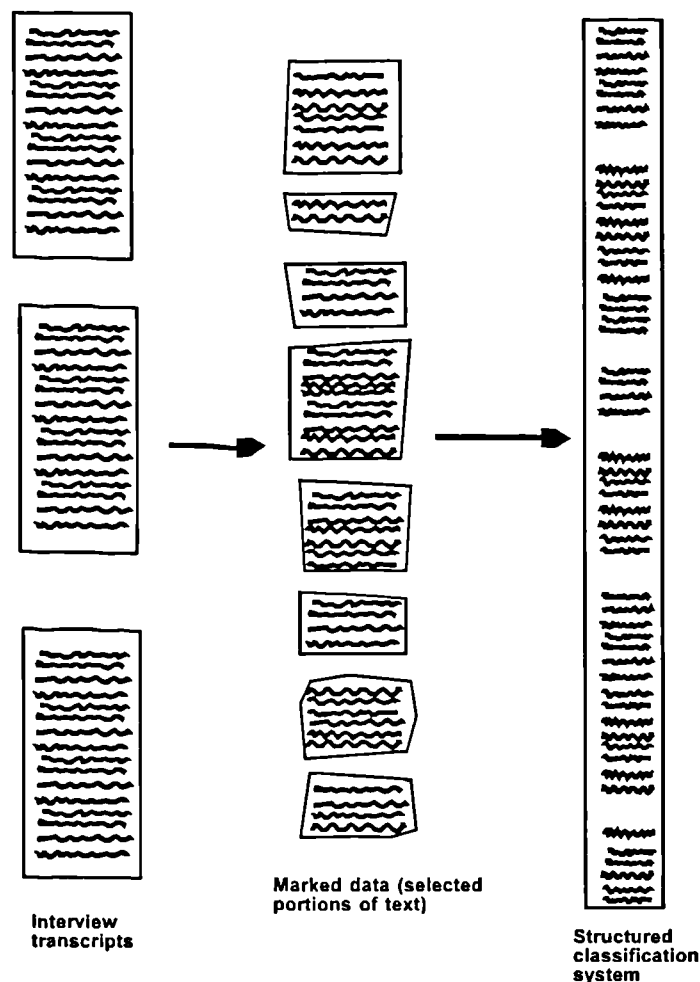 Interview
transcripts
Marked data (selected
portions of text)
Structured
classification
system